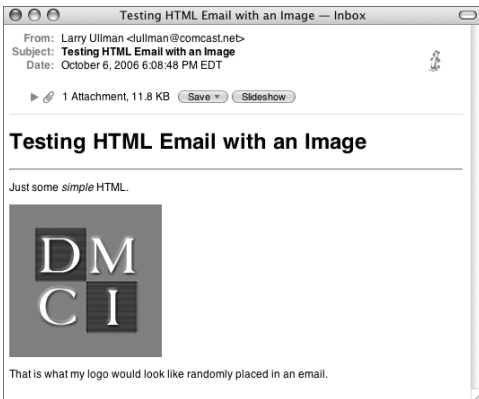 Testing HTML Email with an Image — Inbox
From: Larry Ullman <lullman@comcast.net>
Subject: Testing HTML Email with an Image
Date: October 6, 2006 6:08:48 PM EDT
1 Attachment, 11.8 KB Save Slideshow
Testing HTML Email with an Image
Just some simple HTML.
DM
CI
That is what my logo would look like randomly placed in an email.